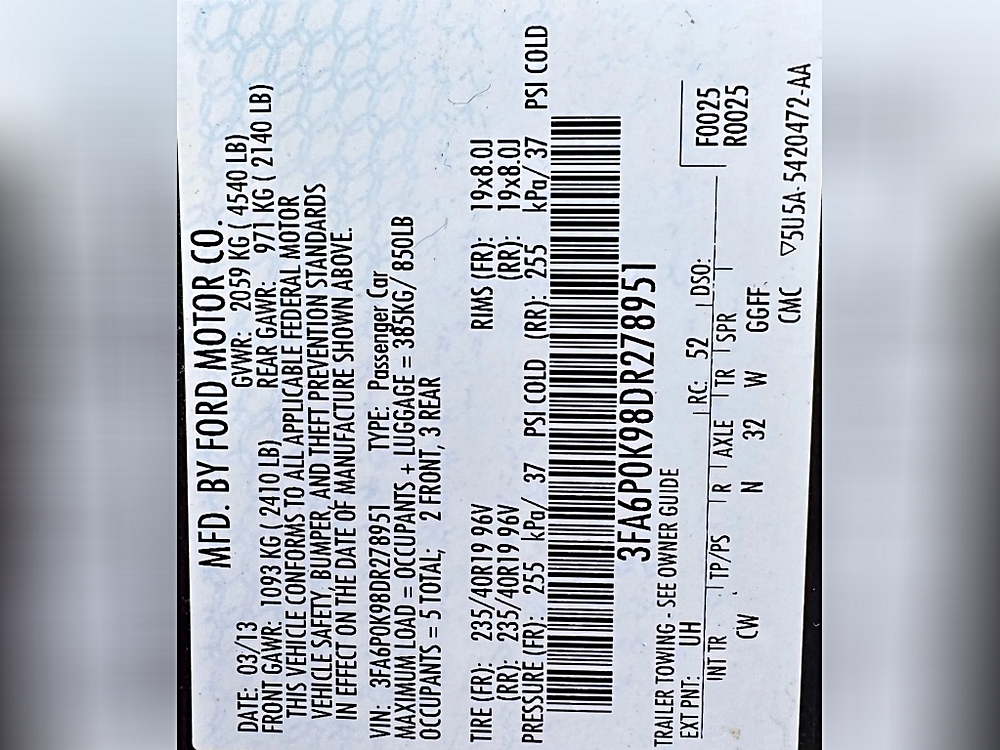 MFD. BY FORD MOTOR CO.
DATE: 03/13 GVWR: 2059 KG ( 4540 LB)
FRONT GAWR: 1093 KG ( 2410 LB) REAR GAWR: 971 KG ( 2140 LB)
THIS VEHICLE CONFORMS TO ALL APPLICABLE FEDERAL MOTOR
VEHICLE SAFETY, BUMPER, AND THEFT PREVENTION STANDARDS
IN EFFECT ON THE DATE OF MANUFACTURE SHOWN ABOVE.
VIN: 3FA6P0K98DR278951 TYPE: Passenger Car
MAXIMUM LOAD = OCCUPANTS + LUGGAGE = 385KG/ 850LB
OCCUPANTS = 5 TOTAL; 2 FRONT, 3 REAR
TIRE (FR): 235/40R19 96V RIMS (FR): 19x8.0J
(RR): 235/40R19 96V (RR): 19x8.0J
PRESSURE (FR): 255 kPa/ 37 PSI COLD (RR): 255 kPa/ 37 PSI COLD
3FA6P0K98DR278951
TRAILER TOWING - SEE OWNER GUIDE
F0025
R0025
EXT PNT: UH RC: 52 DSO:
INT TR TP/PS R AXLE TR SPR
CW N 32 W GGFF
CMC ▽5U5A-5420472-AA